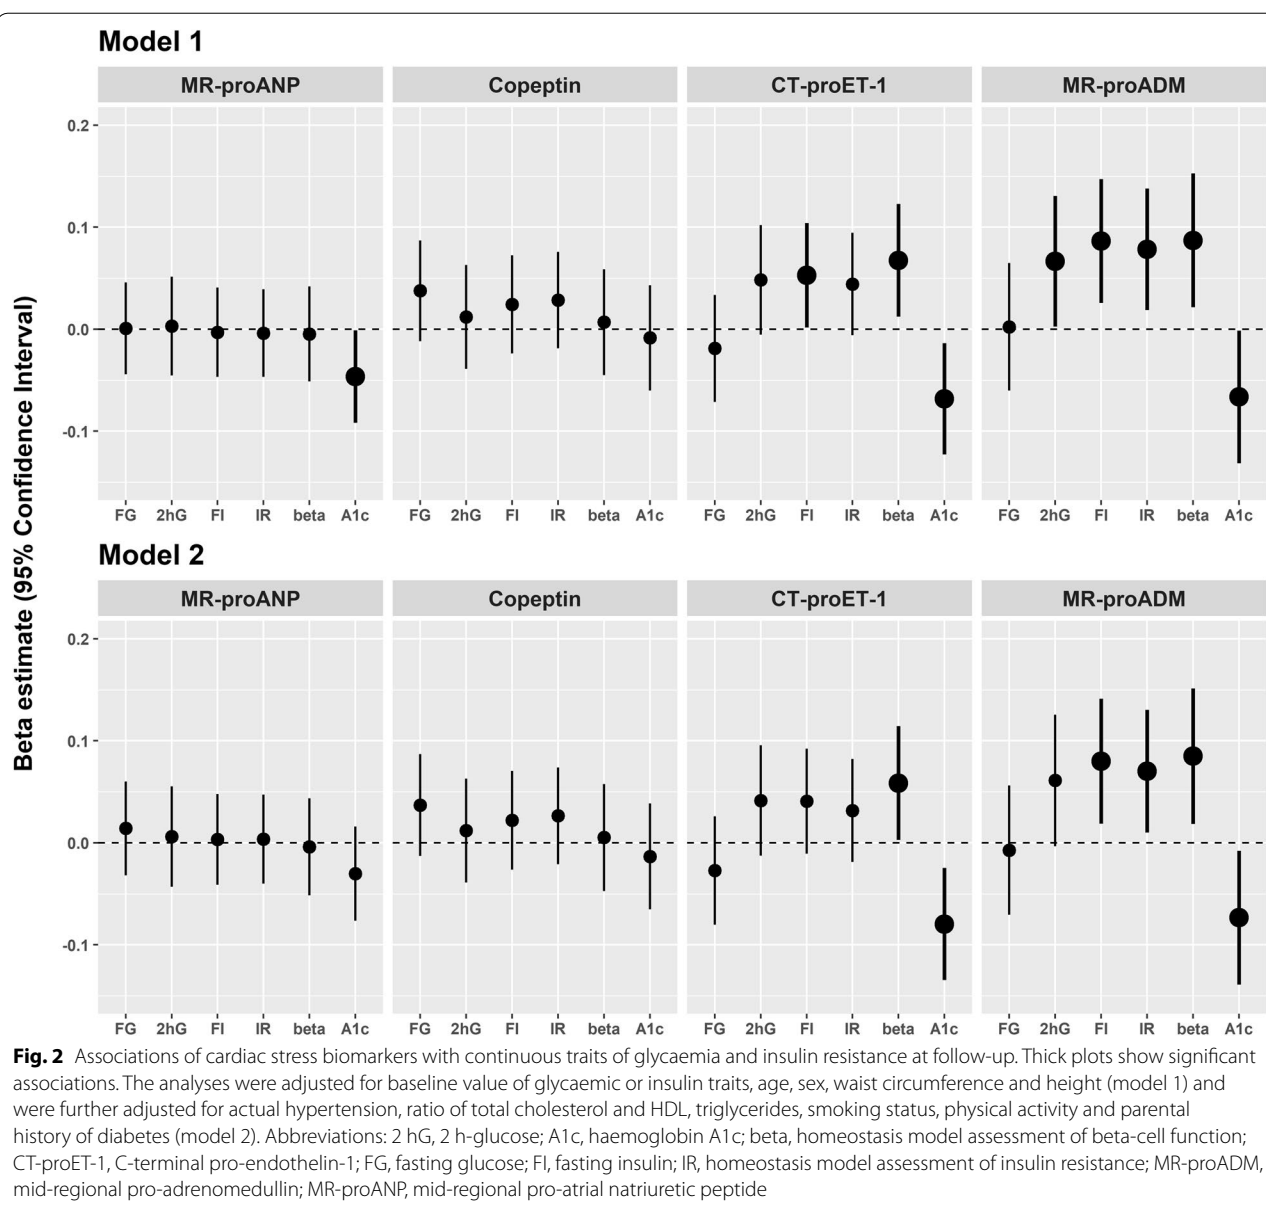 Model 1
MR-proANP Copeptin CT-proET-1 MR-proADM
0.2
0.1
0.0
-0.1
FG 2hG FI IR beta A1c FG 2hG FI IR beta A1c FG 2hG FI IR beta A1c FG 2hG FI IR beta A1c
Beta estimate (95% Confidence Interval)
Model 2
MR-proANP Copeptin CT-proET-1 MR-proADM
0.2
0.1
0.0
-0.1
FG 2hG FI IR beta A1c FG 2hG FI IR beta A1c FG 2hG FI IR beta A1c FG 2hG FI IR beta A1c
Fig. 2 Associations of cardiac stress biomarkers with continuous traits of glycaemia and insulin resistance at follow-up. Thick plots show significant
associations. The analyses were adjusted for baseline value of glycaemic or insulin traits, age, sex, waist circumference and height (model 1) and
were further adjusted for actual hypertension, ratio of total cholesterol and HDL, triglycerides, smoking status, physical activity and parental
history of diabetes (model 2). Abbreviations: 2 hG, 2 h-glucose; A1c, haemoglobin A1c; beta, homeostasis model assessment of beta-cell function;
CT-proET-1, C-terminal pro-endothelin-1; FG, fasting glucose; FI, fasting insulin; IR, homeostasis model assessment of insulin resistance; MR-proADM,
mid-regional pro-adrenomedullin; MR-proANP, mid-regional pro-atrial natriuretic peptide